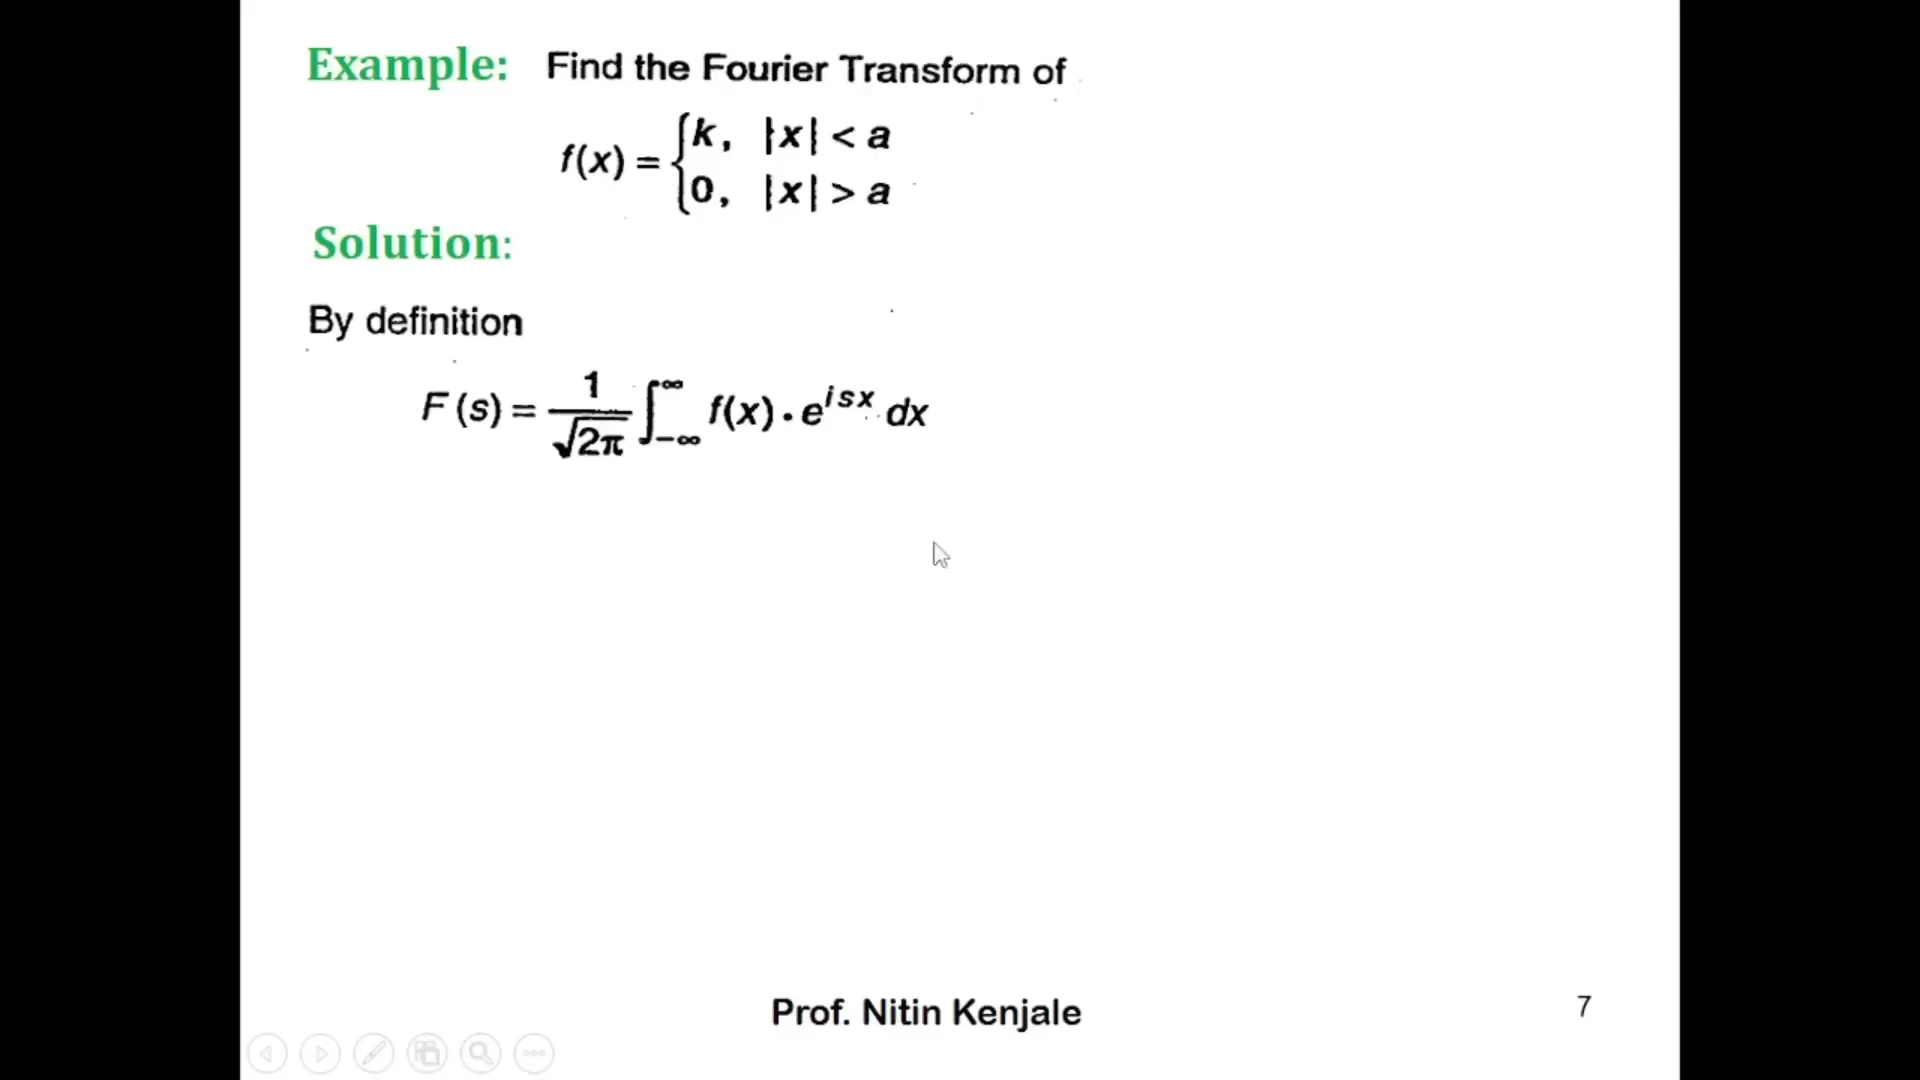 Example: Find the Fourier Transform of
f(x) = {k, |x| < a
0, |x| > a
Solution:
By definition
F(s) = 1/√2π ∫_{-∞}^{∞} f(x) · e^{isx} dx
Prof. Nitin Kenjale
7